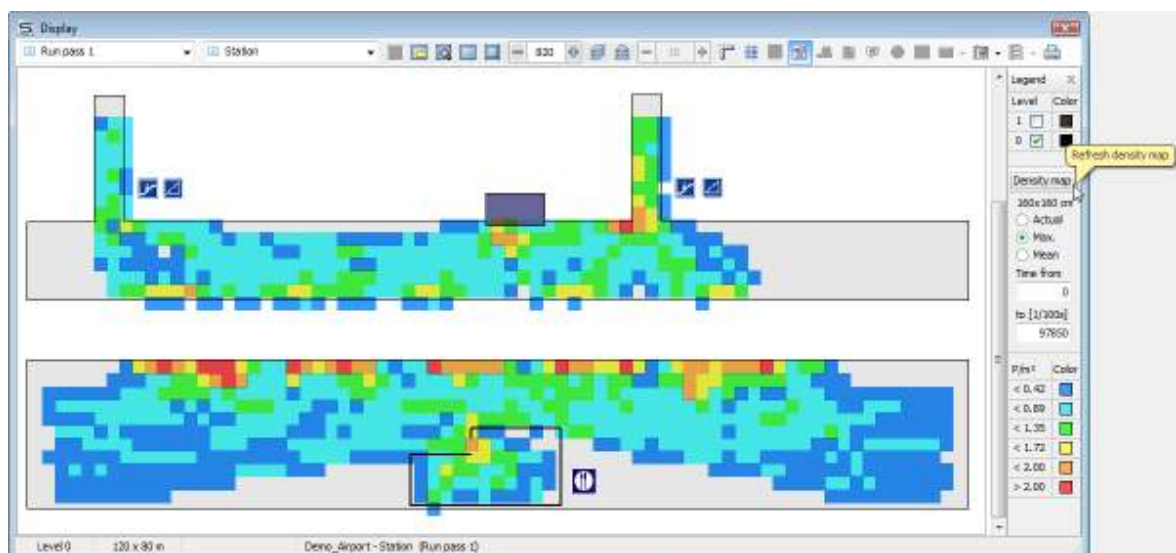 Display
Run pass 1
Station
820
10
Legend
Level Color
1
0
Refresh density map
Density map
160x160 cm
Actual
Max.
Mean
Time from
0
to [1/100s]
97850
P/m² Color
< 0.42
< 0.89
< 1.35
< 1.72
< 2.00
> 2.00
Level 0 120 x 80 m Demo_Airport - Station (Run pass 1)